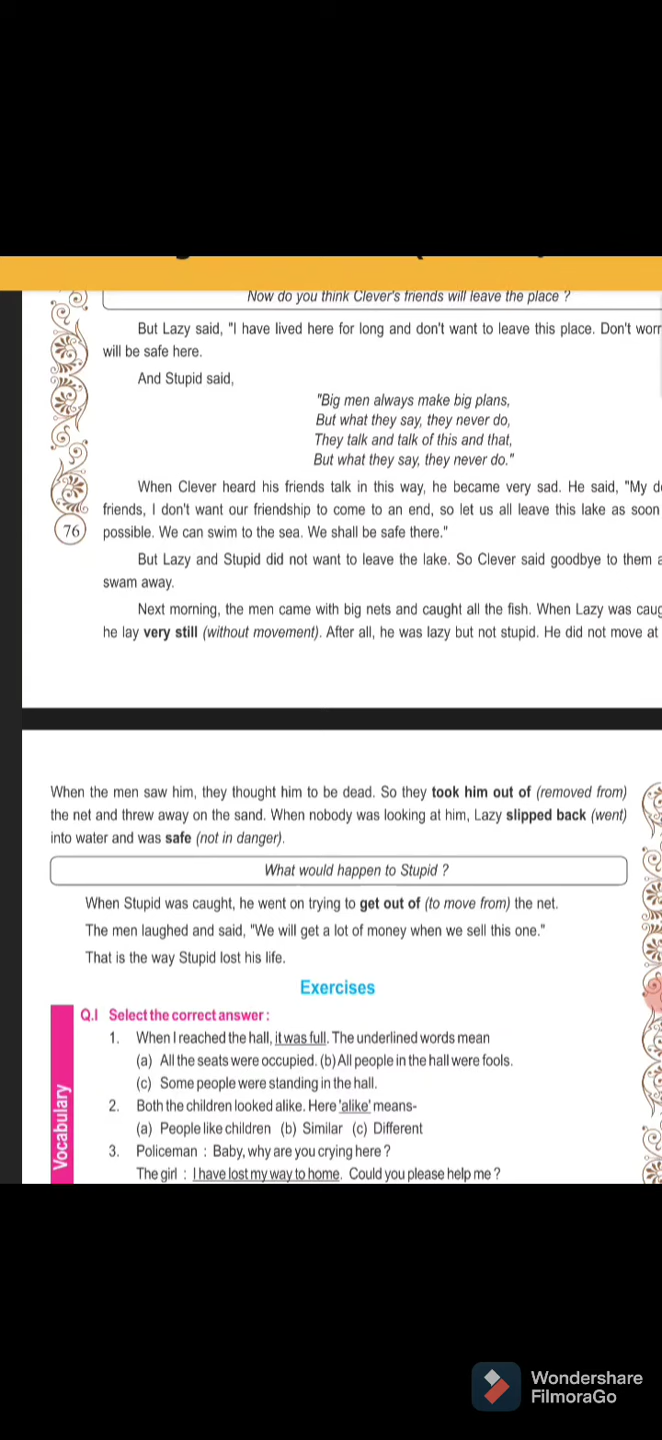 Now do you think Clever's friends will leave the place ?
But Lazy said, "I have lived here for long and don't want to leave this place. Don't worr
will be safe here.
And Stupid said,
"Big men always make big plans,
But what they say, they never do,
They talk and talk of this and that,
But what they say, they never do."
When Clever heard his friends talk in this way, he became very sad. He said, "My d
friends, I don't want our friendship to come to an end, so let us all leave this lake as soon
76
possible. We can swim to the sea. We shall be safe there."
But Lazy and Stupid did not want to leave the lake. So Clever said goodbye to them a
swam away.
Next morning, the men came with big nets and caught all the fish. When Lazy was caug
he lay very still (without movement). After all, he was lazy but not stupid. He did not move at
When the men saw him, they thought him to be dead. So they took him out of (removed from)
the net and threw away on the sand. When nobody was looking at him, Lazy slipped back (went)
into water and was safe (not in danger).
What would happen to Stupid ?
When Stupid was caught, he went on trying to get out of (to move from) the net.
The men laughed and said, "We will get a lot of money when we sell this one."
That is the way Stupid lost his life.
Exercises
Q.I Select the correct answer :
1. When I reached the hall, it was full. The underlined words mean
(a) All the seats were occupied. (b) All people in the hall were fools.
(c) Some people were standing in the hall.
2. Both the children looked alike. Here 'alike' means-
(a) People like children (b) Similar (c) Different
3. Policeman : Baby, why are you crying here ?
The girl : I have lost my way to home. Could you please help me ?
Vocabulary
Wondershare
FilmoraGo